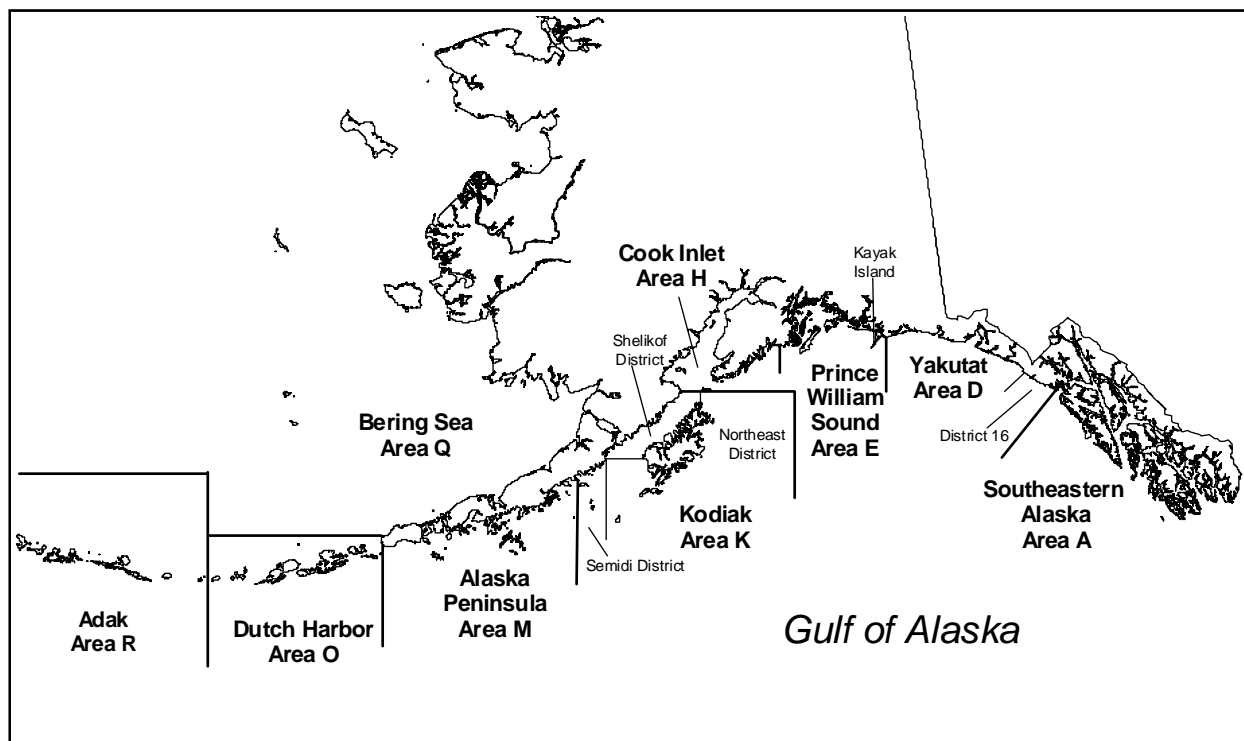 Cook Inlet
Area H
Kayak
Island
Shelikof
District
Prince
William
Sound
Area E
Yakutat
Area D
District 16
Bering Sea
Area Q
Northeast
District
Southeastern
Alaska
Area A
Kodiak
Area K
Semidi District
Alaska
Peninsula
Area M
Adak
Area R
Dutch Harbor
Area O
Gulf of Alaska